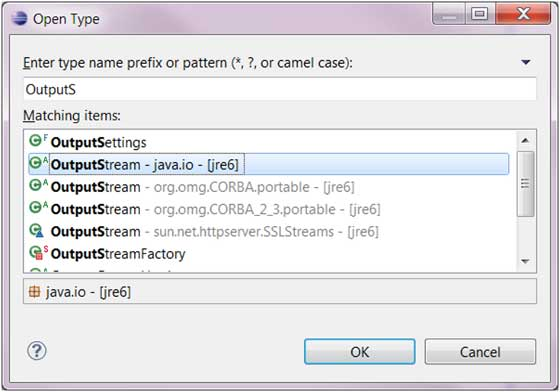 Open Type
Enter type name prefix or pattern (*, ?, or camel case):
OutputS
Matching items:
F OutputSettings
A OutputStream - java.io - [jre6]
A OutputStream - org.omg.CORBA.portable - [jre6]
A OutputStream - org.omg.CORBA_2_3.portable - [jre6]
OutputStream - sun.net.httpserver.SSLStreams - [jre6]
S OutputStreamFactory
java.io - [jre6]
? OK Cancel